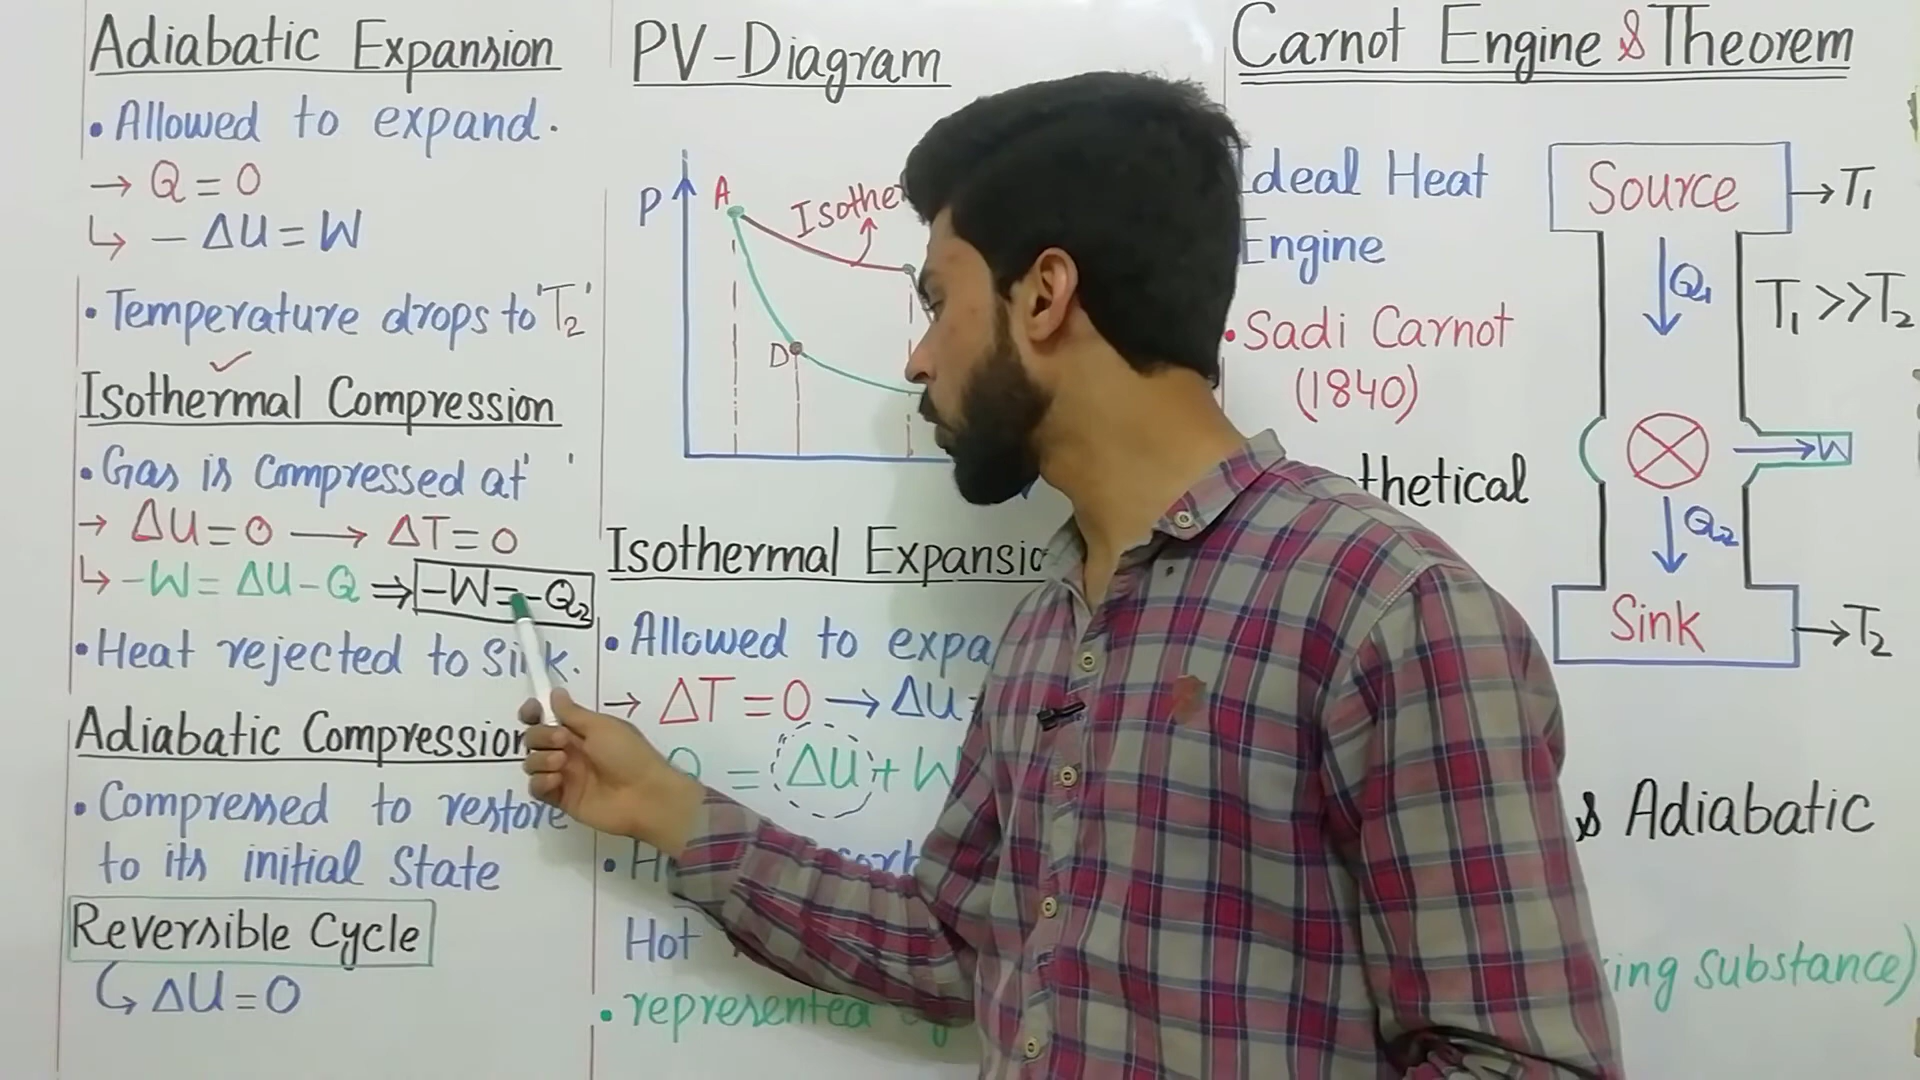 Adiabatic Expansion
• Allowed to expand.
→ Q = 0
↳ - ΔU = W
• Temperature drops to 'T₂'
Isothermal Compression
• Gas is compressed at ' '
→ ΔU = 0 → ΔT = 0
↳ -W = ΔU - Q ⇒ -W = -Q₂
• Heat rejected to Sink.
Adiabatic Compression
• Compressed to restore
to its initial State
Reversible Cycle
↳ ΔU = 0
PV-Diagram
P
A
Isothe
D
Isothermal Expansio
• Allowed to expa
→ ΔT = 0 → ΔU
Q = ΔU + W
Hot
• represented
Carnot Engine & Theorem
Ideal Heat
Engine
• Sadi Carnot
(1840)
thetical
& Adiabatic
ing substance)
Source → T₁
Q₁
T₁ >> T₂
→ W
Q₂
Sink → T₂